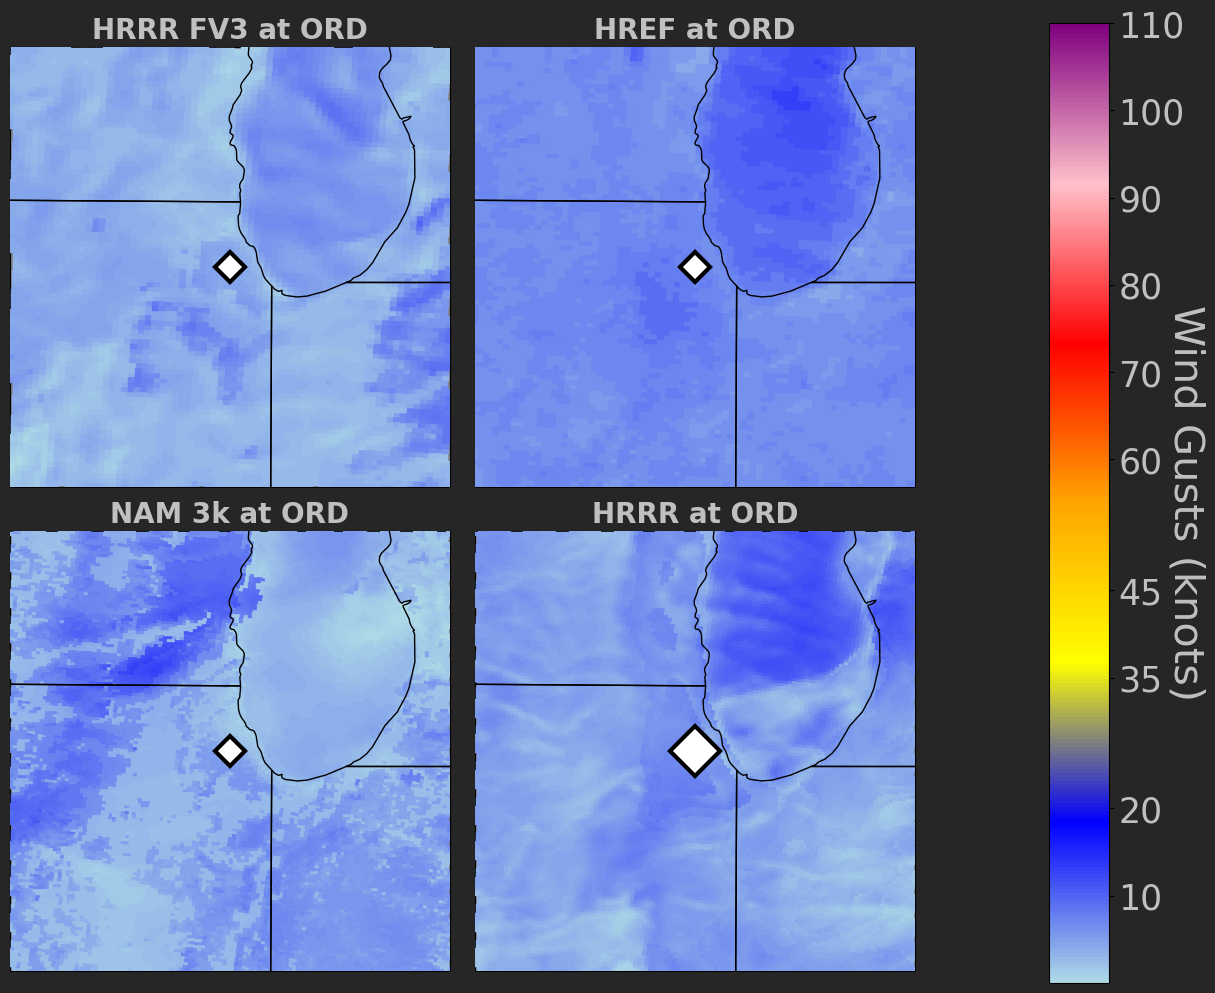 HRRR FV3 at ORD
HREF at ORD
NAM 3k at ORD
HRRR at ORD
110
100
90
80
70
60
45
35
20
10
Wind Gusts (knots)